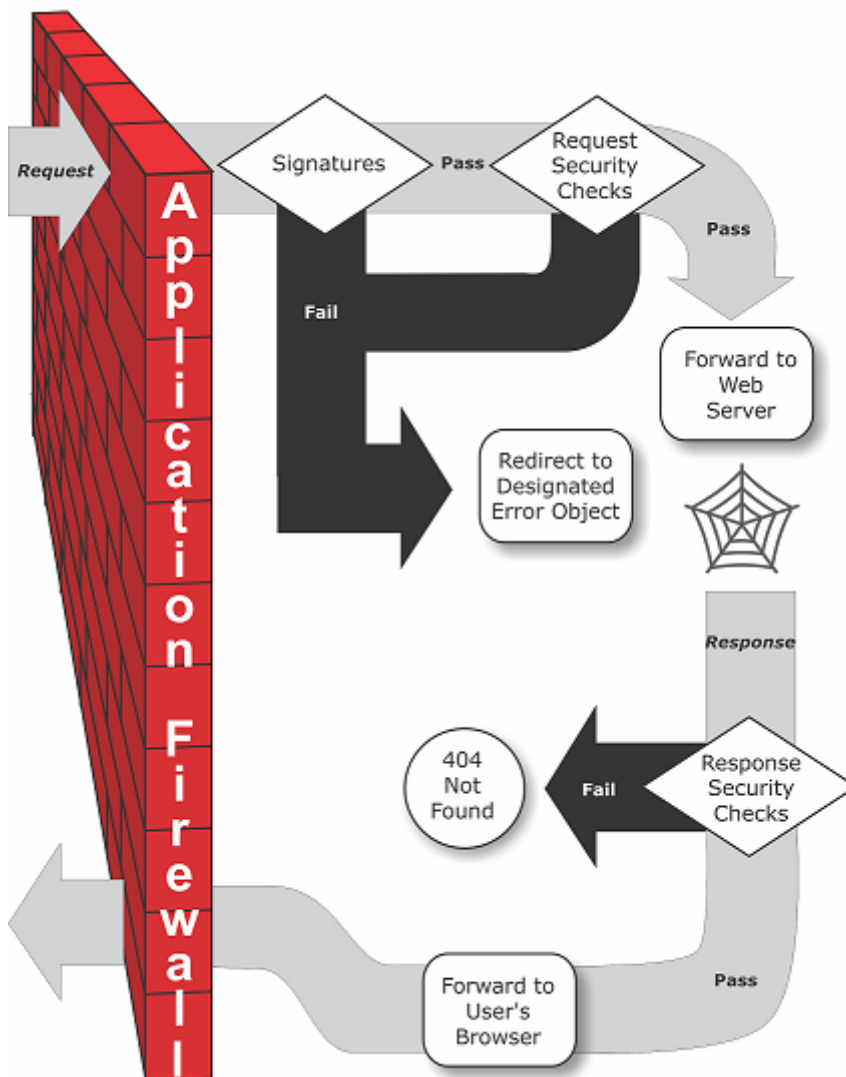 Request
Application Firewall
Signatures
Pass
Request
Security
Checks
Pass
Fail
Forward to
Web
Server
Redirect to
Designated
Error Object
Response
404
Not
Found
Fail
Response
Security
Checks
Forward to
User's
Browser
Pass